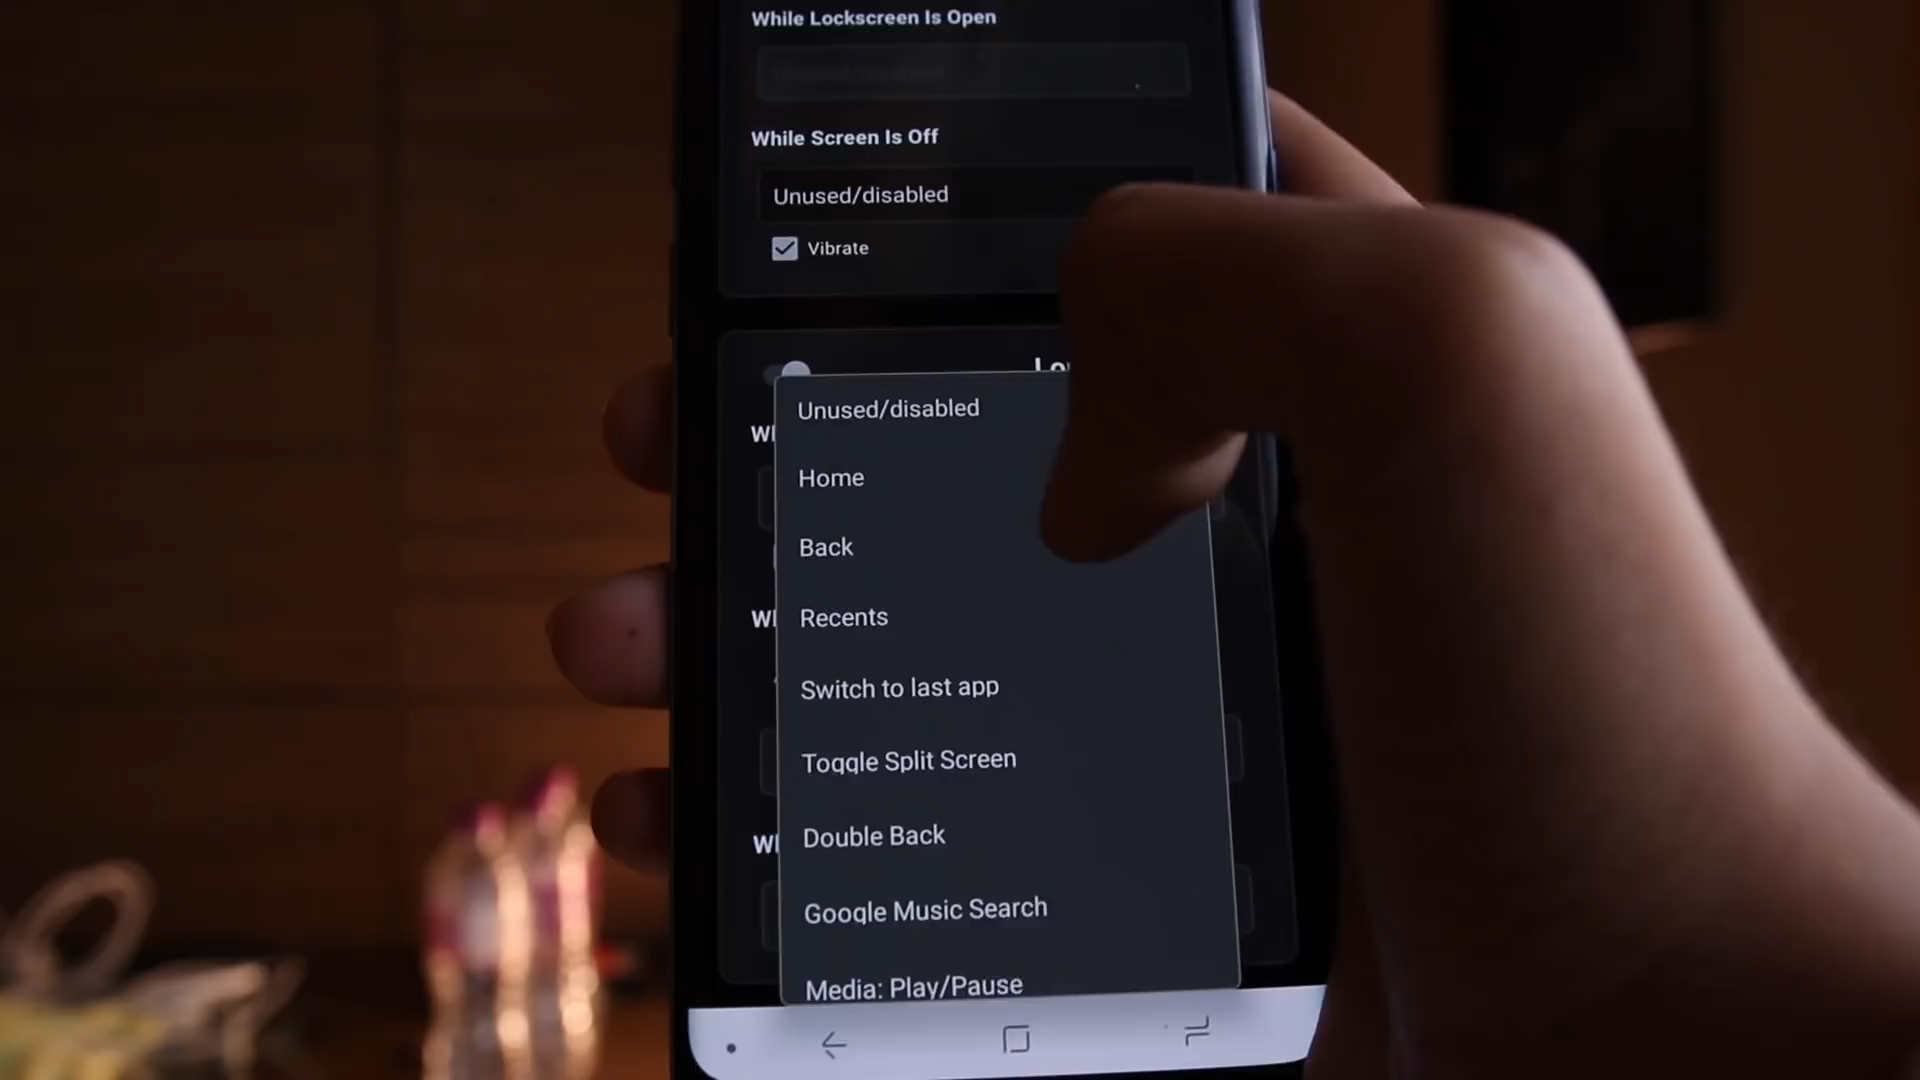 While Lockscreen Is Open
While Screen Is Off
Unused/disabled
Vibrate
Unused/disabled
Home
Back
Recents
Switch to last app
Toggle Split Screen
Double Back
Google Music Search
Media: Play/Pause